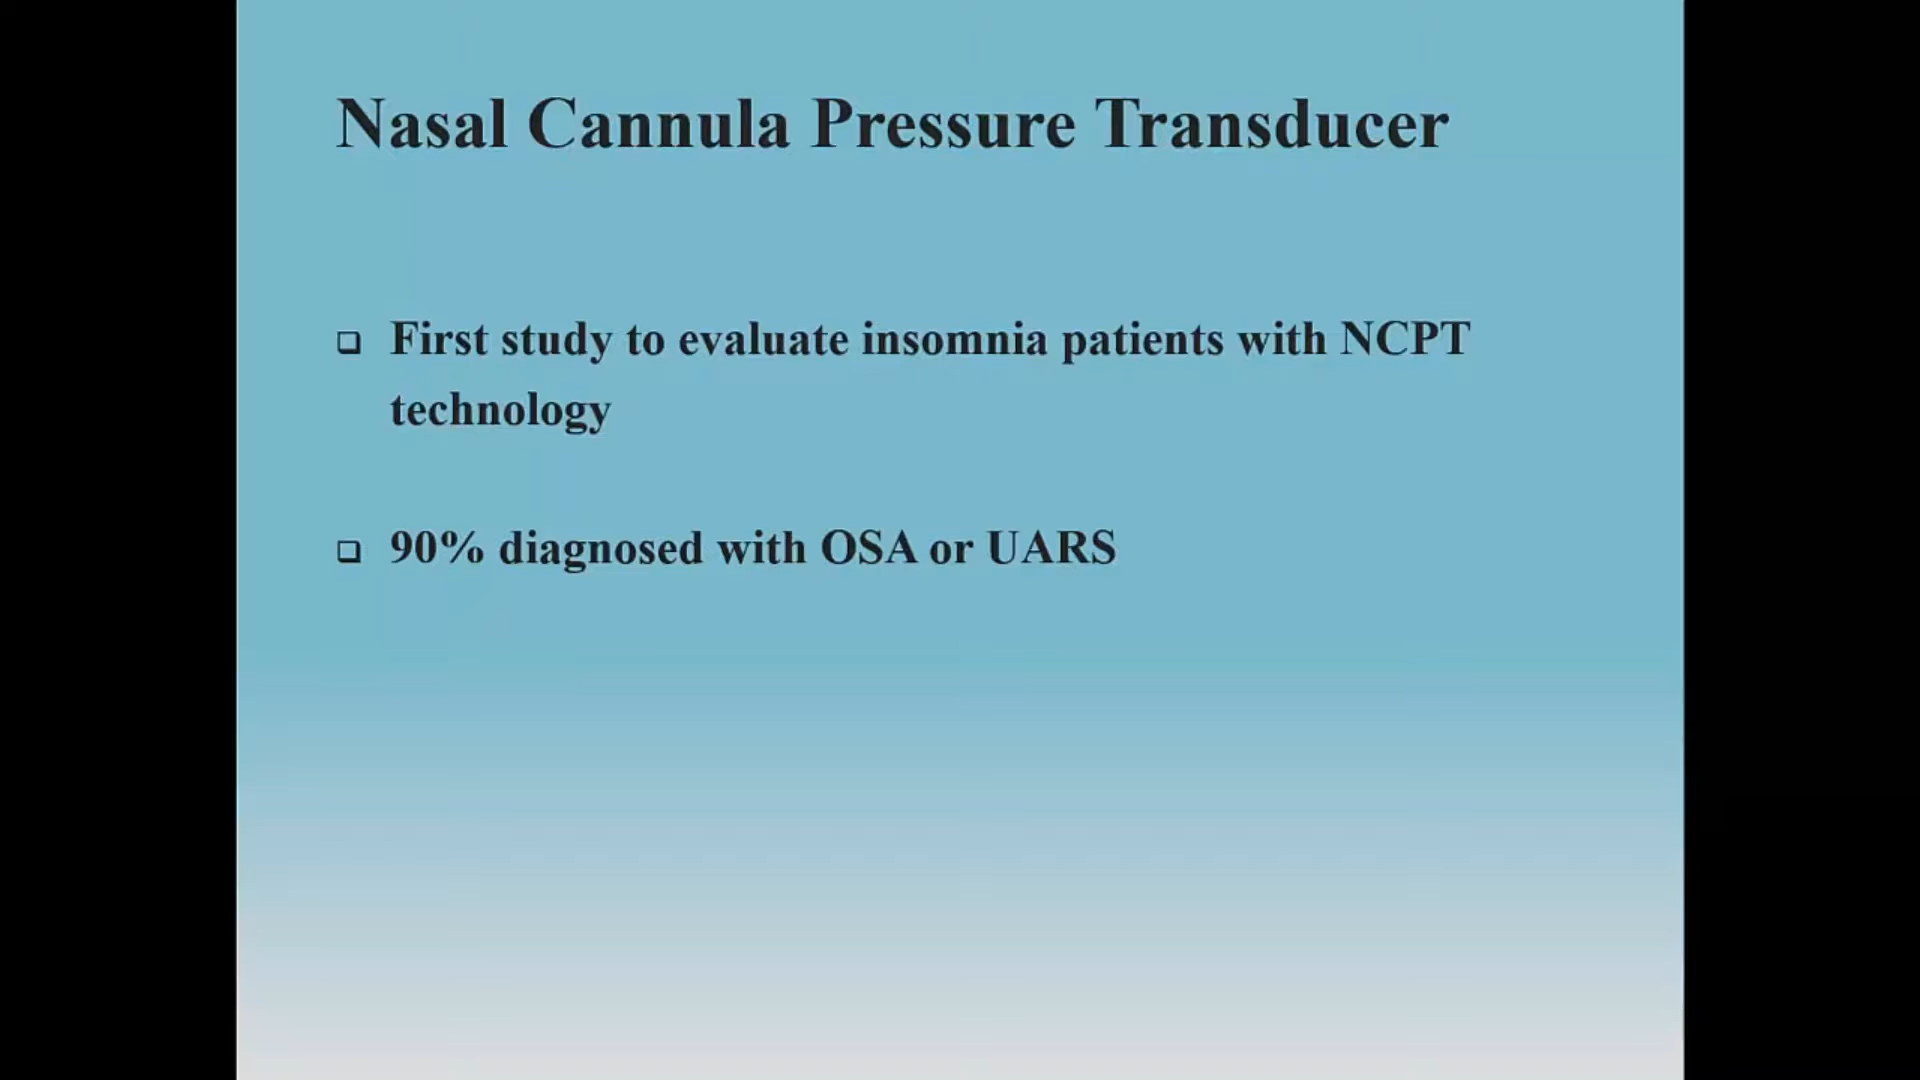 Nasal Cannula Pressure Transducer
❑ First study to evaluate insomnia patients with NCPT
technology
❑ 90% diagnosed with OSA or UARS